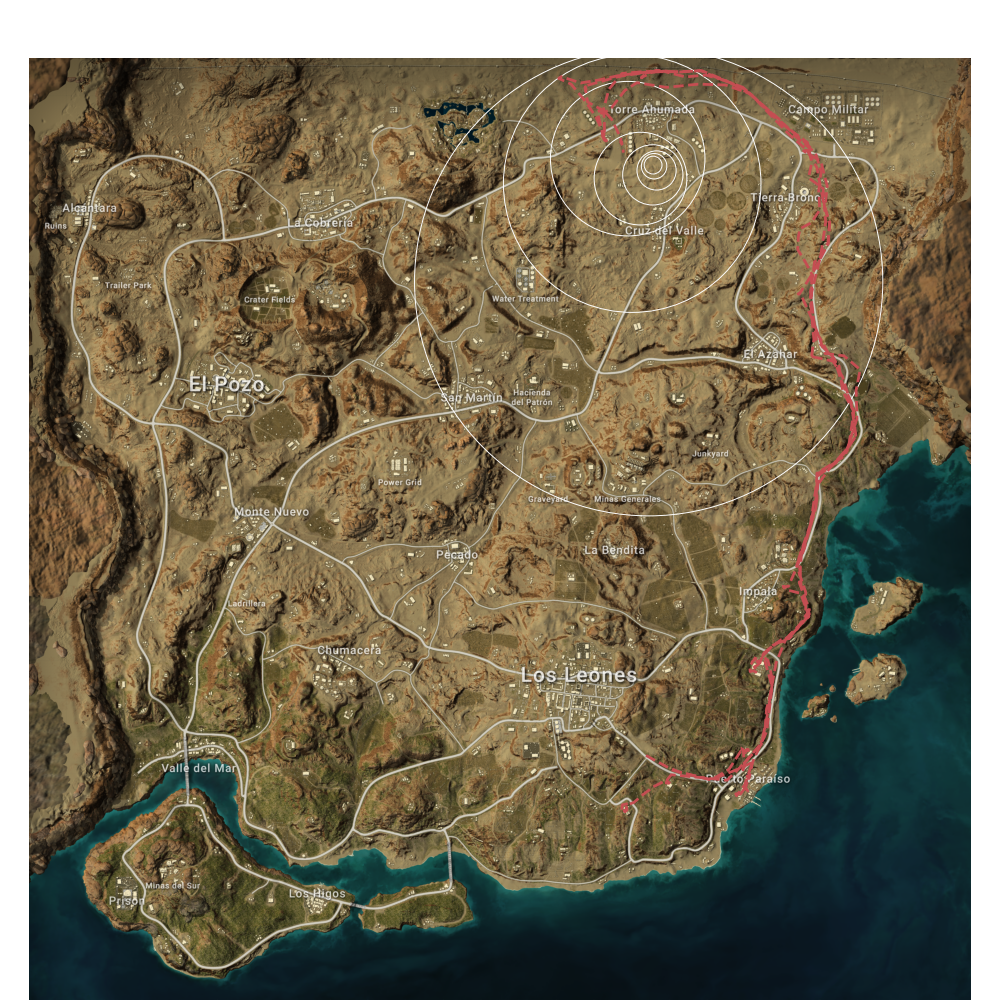 Torre Ahumada
Campo Militar
Alcantara
Ruins
La Cobreria
Tierra Bronca
Cruz del Valle
Trailer Park
Crater Fields
Water Treatment
El Pozo
El Azahar
San Martin
Hacienda
del Patrón
Junkyard
Power Grid
Graveyard
Minas Generales
Monte Nuevo
Pecado
La Bendita
Impala
Ladrillera
Chumacera
Los Leones
Valle del Mar
Puerto Paraiso
Minas del Sur
Prison
Los Higos